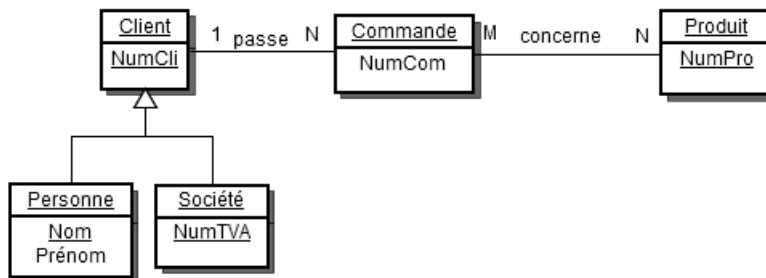 Client
NumCli
1 passe N
Commande
NumCom
M concerne N
Produit
NumPro
Personne
Nom
Prénom
Société
NumTVA